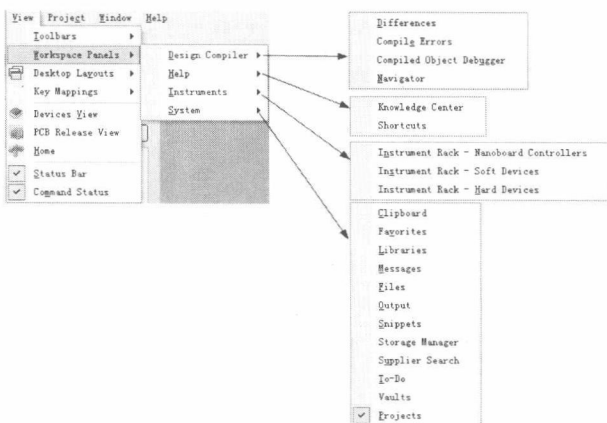 View Project Window Help
Toolbars
Workspace Panels
Desktop Layouts
Key Mappings
Devices View
PCB Release View
Home
Status Bar
Command Status
Design Compiler
Help
Instruments
System
Differences
Compile Errors
Compiled Object Debugger
Navigator
Knowledge Center
Shortcuts
Instrument Rack - Nanoboard Controllers
Instrument Rack - Soft Devices
Instrument Rack - Hard Devices
Clipboard
Favorites
Libraries
Messages
Files
Output
Snippets
Storage Manager
Supplier Search
To-Do
Vaults
Projects